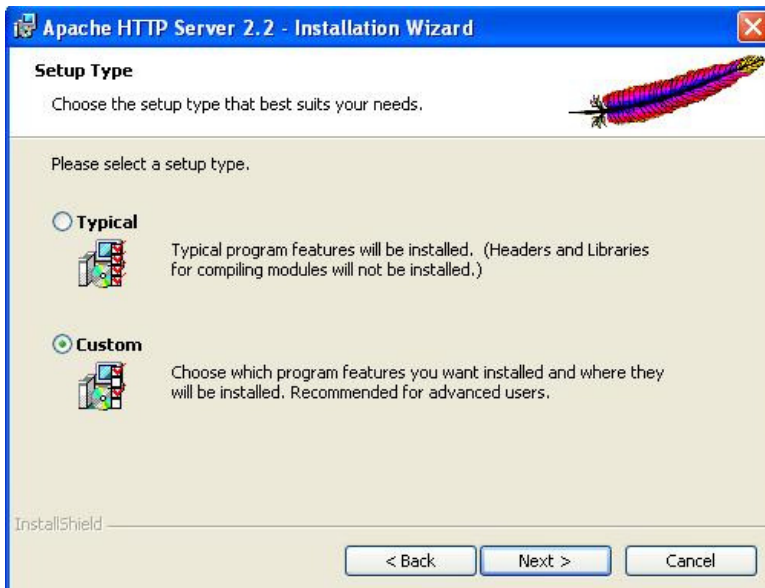 Apache HTTP Server 2.2 - Installation Wizard
Setup Type
Choose the setup type that best suits your needs.
Please select a setup type.
Typical
Typical program features will be installed. (Headers and Libraries
for compiling modules will not be installed.)
Custom
Choose which program features you want installed and where they
will be installed. Recommended for advanced users.
InstallShield
< Back
Next >
Cancel